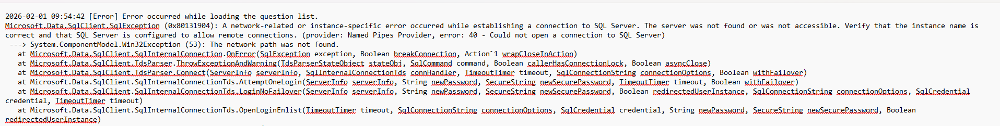 2026-02-01 09:54:42 [Error] Error occurred while loading the question list.
Microsoft.Data.SqlClient.SqlException (0x80131904): A network-related or instance-specific error occurred while establishing a connection to SQL Server. The server was not found or was not accessible. Verify that the instance name is
correct and that SQL Server is configured to allow remote connections. (provider: Named Pipes Provider, error: 40 - Could not open a connection to SQL Server)
 ---> System.ComponentModel.Win32Exception (53): The network path was not found.
   at Microsoft.Data.SqlClient.SqlInternalConnection.OnError(SqlException exception, Boolean breakConnection, Action`1 wrapCloseInAction)
   at Microsoft.Data.SqlClient.TdsParser.ThrowExceptionAndWarning(TdsParserStateObject stateObj, SqlCommand command, Boolean callerHasConnectionLock, Boolean asyncClose)
   at Microsoft.Data.SqlClient.TdsParser.Connect(ServerInfo serverInfo, SqlInternalConnectionTds connHandler, TimeoutTimer timeout, SqlConnectionString connectionOptions, Boolean withFailover)
   at Microsoft.Data.SqlClient.SqlInternalConnectionTds.AttemptOneLogin(ServerInfo serverInfo, String newPassword, SecureString newSecurePassword, TimeoutTimer timeout, Boolean withFailover)
   at Microsoft.Data.SqlClient.SqlInternalConnectionTds.LoginNoFailover(ServerInfo serverInfo, String newPassword, SecureString newSecurePassword, Boolean redirectedUserInstance, SqlConnectionString connectionOptions, SqlCredential
credential, TimeoutTimer timeout)
   at Microsoft.Data.SqlClient.SqlInternalConnectionTds.OpenLoginEnlist(TimeoutTimer timeout, SqlConnectionString connectionOptions, SqlCredential credential, String newPassword, SecureString newSecurePassword, Boolean
redirectedUserInstance)